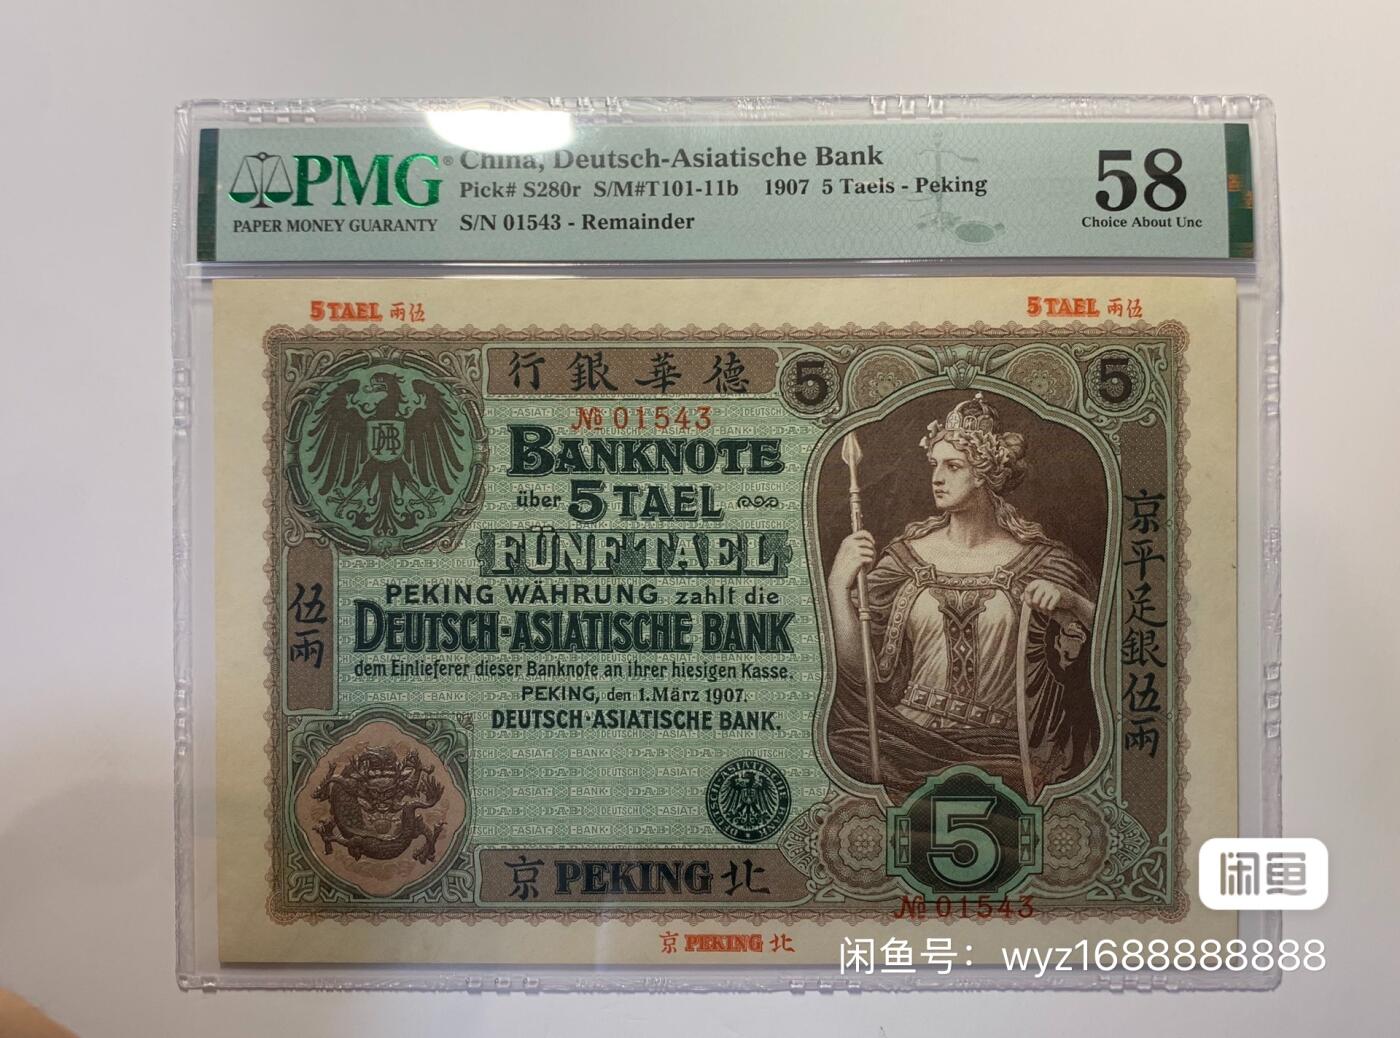 PMG® China, Deutsch-Asiatische Bank 58
Pick# S280r S/M#T101-11b 1907 5 Taels - Peking
PAPER MONEY GUARANTY S/N 01543 - Remainder Choice About Unc
5 TAEL 兩伍
5 TAEL 兩伍
行銀華德
5
5
№ 01543
DAB
BANKNOTE
über 5 TAEL
FÜNF TAEL
PEKING WÄHRUNG zahlt die
DEUTSCH-ASIATISCHE BANK
dem Einlieferer dieser Banknote an ihrer hiesigen Kasse.
PEKING, den 1. März 1907.
DEUTSCH-ASIATISCHE BANK.
伍兩
京平足銀伍兩
DEUTSCH-ASIATISCHE BANK
5
京 PEKING 北
№ 01543
京 PEKING 北
闲鱼
闲鱼号：wyz1688888888